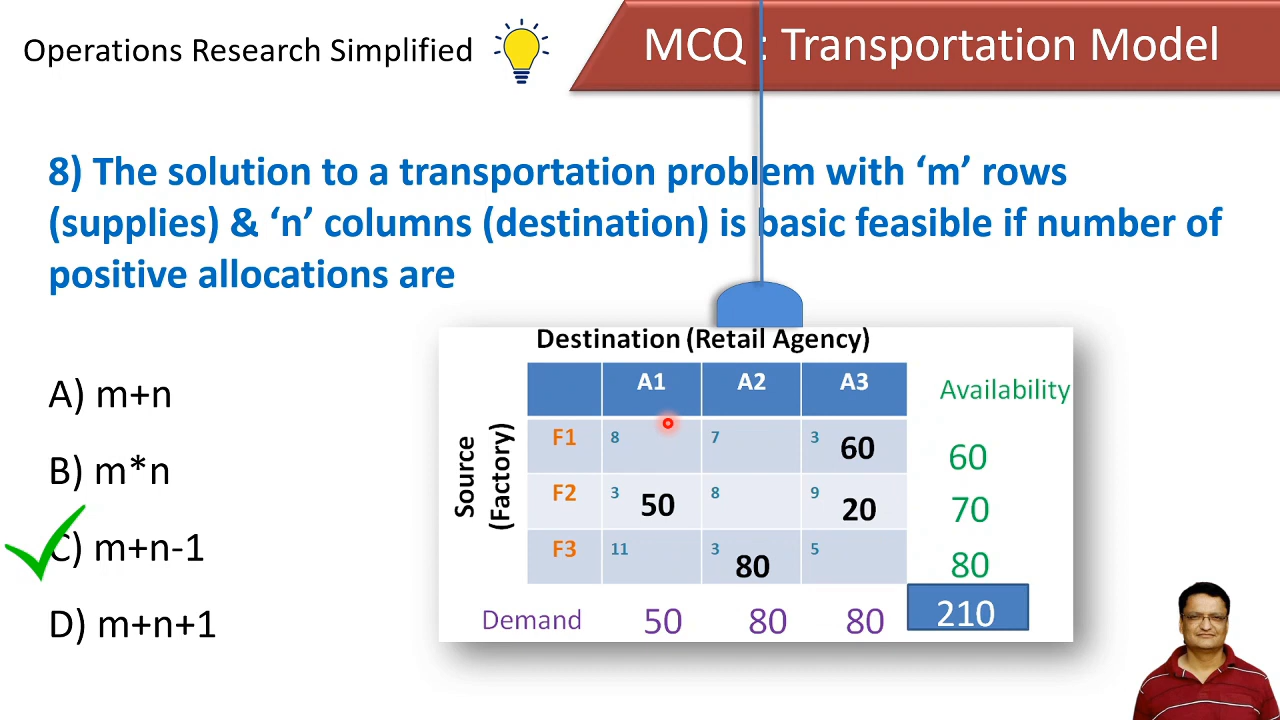 Operations Research Simplified
MCQ : Transportation Model
8) The solution to a transportation problem with ‘m’ rows
(supplies) & ‘n’ columns (destination) is basic feasible if number of
positive allocations are
A) m+n
B) m*n
C) m+n-1
D) m+n+1
Destination (Retail Agency)
Source
(Factory)
A1 A2 A3 Availability
F1 8 7 3 60 60
F2 3 50 8 9 20 70
F3 11 3 80 5 80
Demand 50 80 80 210